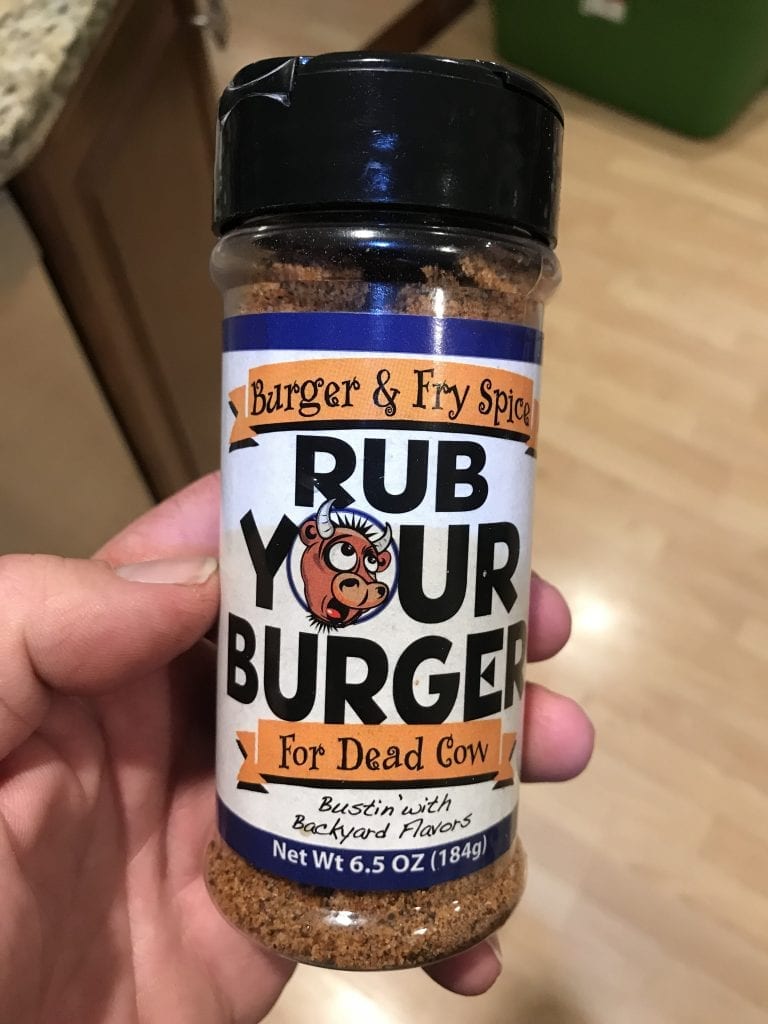 Burger & Fry Spice
RUB
YOUR
BURGER
For Dead Cow
Bustin' with
Backyard Flavors
Net Wt 6.5 OZ (184g)